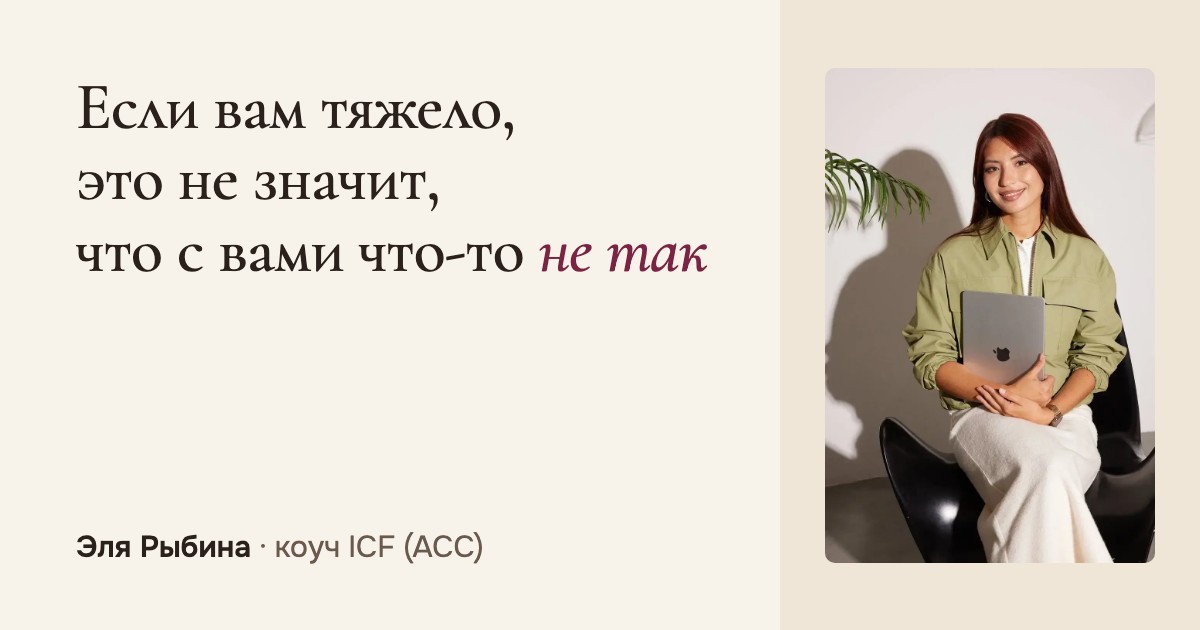 Если вам тяжело,
это не значит,
что с вами что-то не так
Эля Рыбина · коуч ICF (ACC)